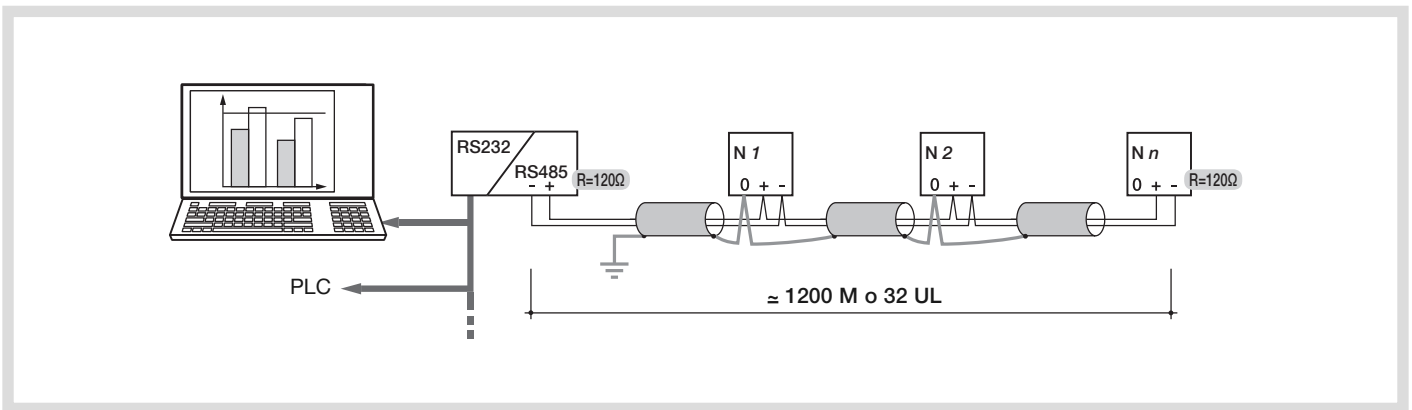 RS232
RS485
- +
R=120Ω
N 1
0 + -
N 2
0 + -
N n
0 + -
R=120Ω
PLC
≃ 1200 M o 32 UL